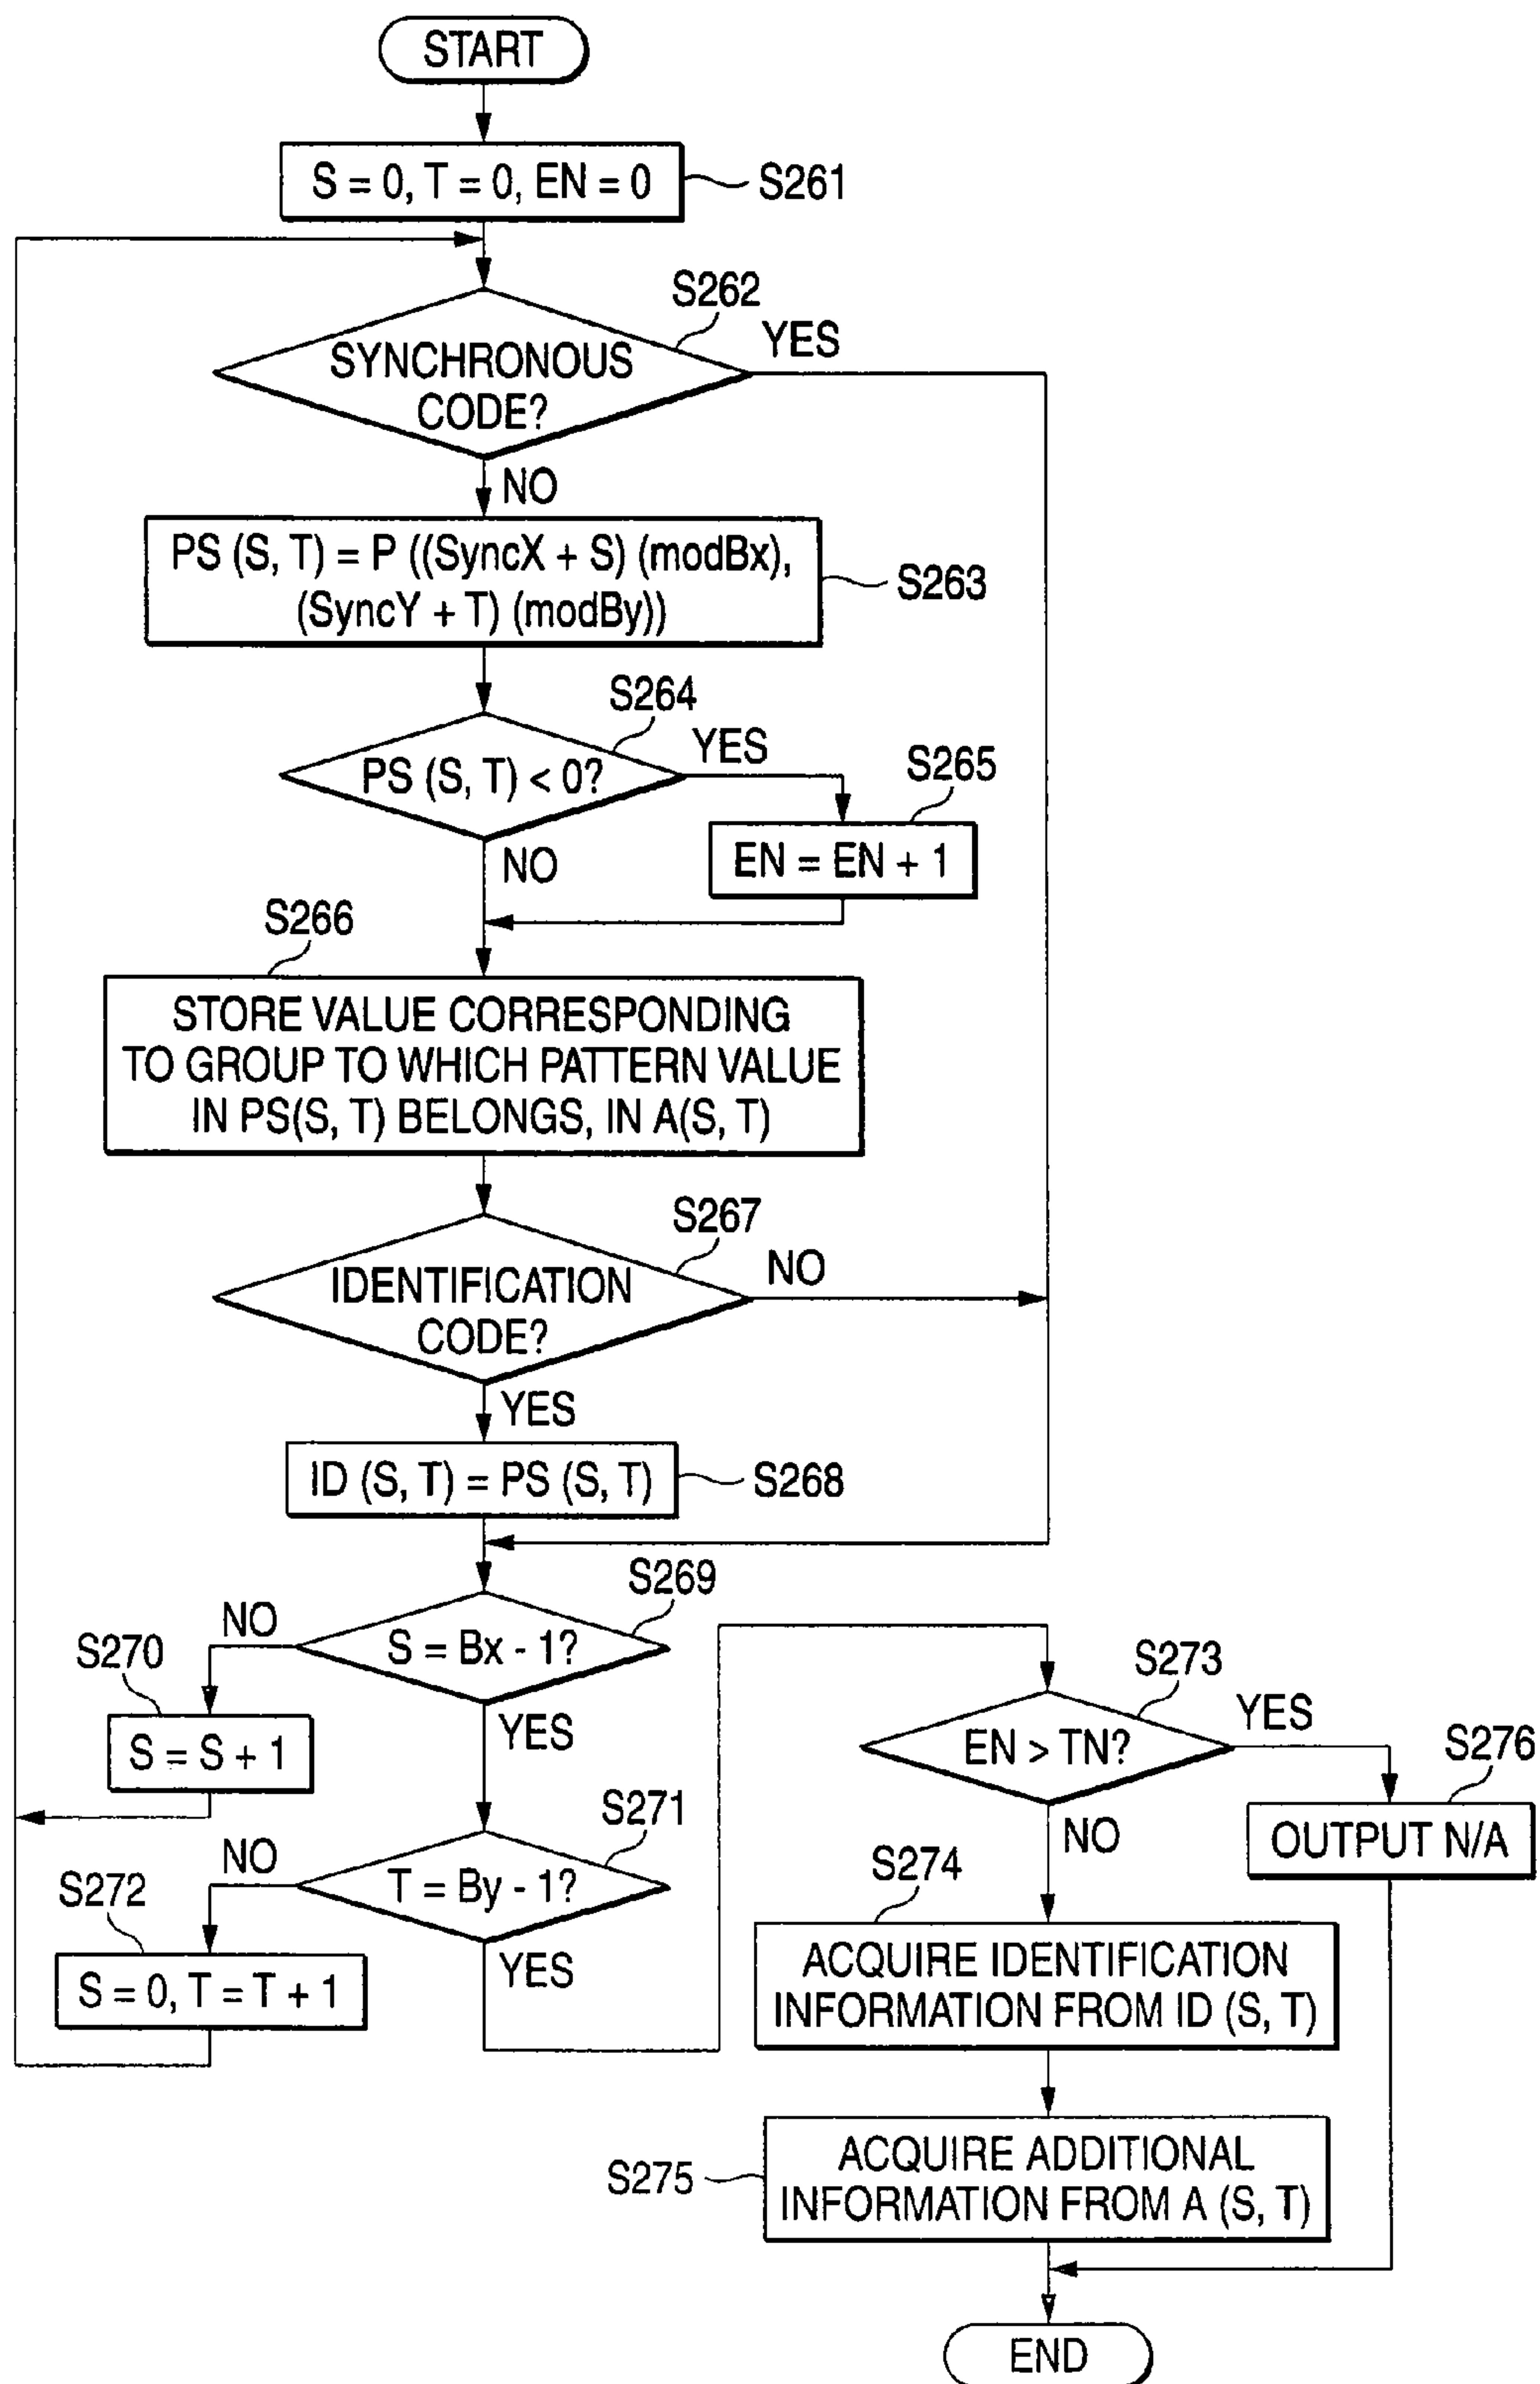 START
S = 0, T = 0, EN = 0
S261
S262
SYNCHRONOUS
CODE?
YES
NO
PS (S, T) = P ((SyncX + S) (modBx),
(SyncY + T) (modBy))
S263
S264
PS (S, T) < 0?
YES
S265
EN = EN + 1
NO
S266
STORE VALUE CORRESPONDING
TO GROUP TO WHICH PATTERN VALUE
IN PS(S, T) BELONGS, IN A(S, T)
S267
IDENTIFICATION
CODE?
NO
YES
ID (S, T) = PS (S, T)
S268
S269
S = Bx - 1?
NO
S270
S = S + 1
YES
S271
T = By - 1?
NO
S272
S = 0, T = T + 1
YES
S273
EN > TN?
YES
S276
OUTPUT N/A
NO
S274
ACQUIRE IDENTIFICATION
INFORMATION FROM ID (S, T)
S275
ACQUIRE ADDITIONAL
INFORMATION FROM A (S, T)
END